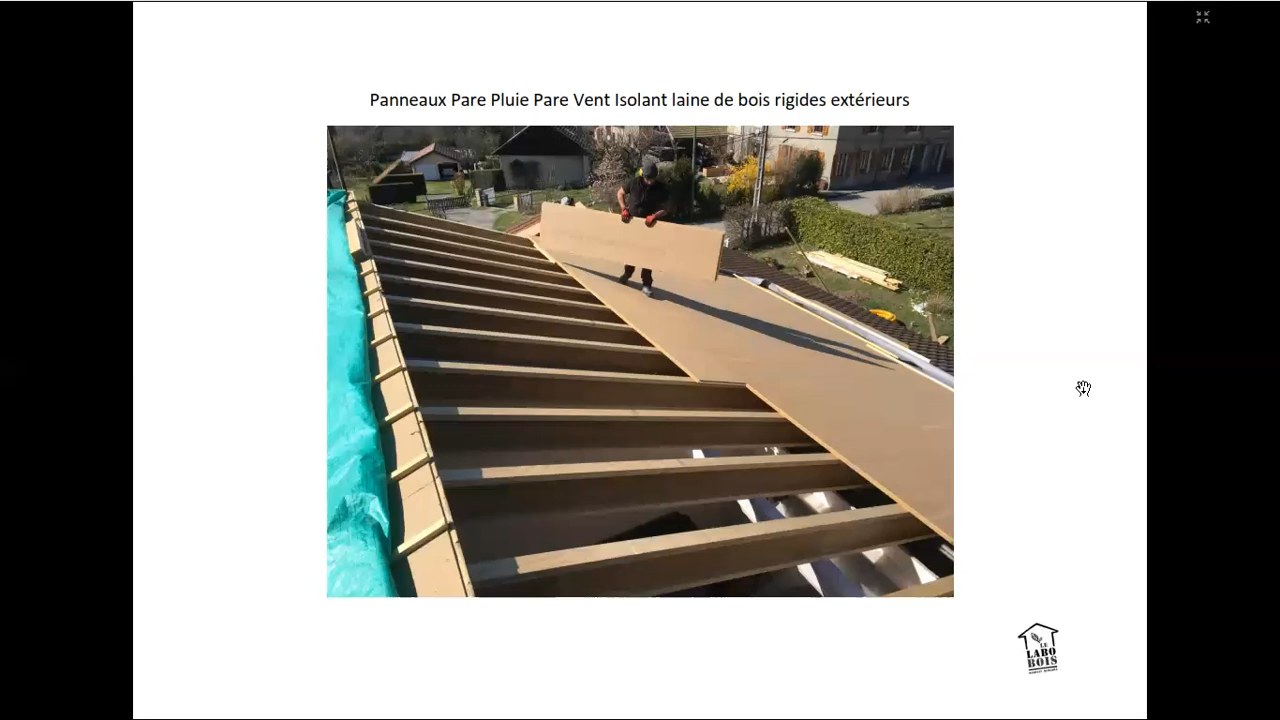 Panneaux Pare Pluie Pare Vent Isolant laine de bois rigides extérieurs
LE
LABO
BOIS